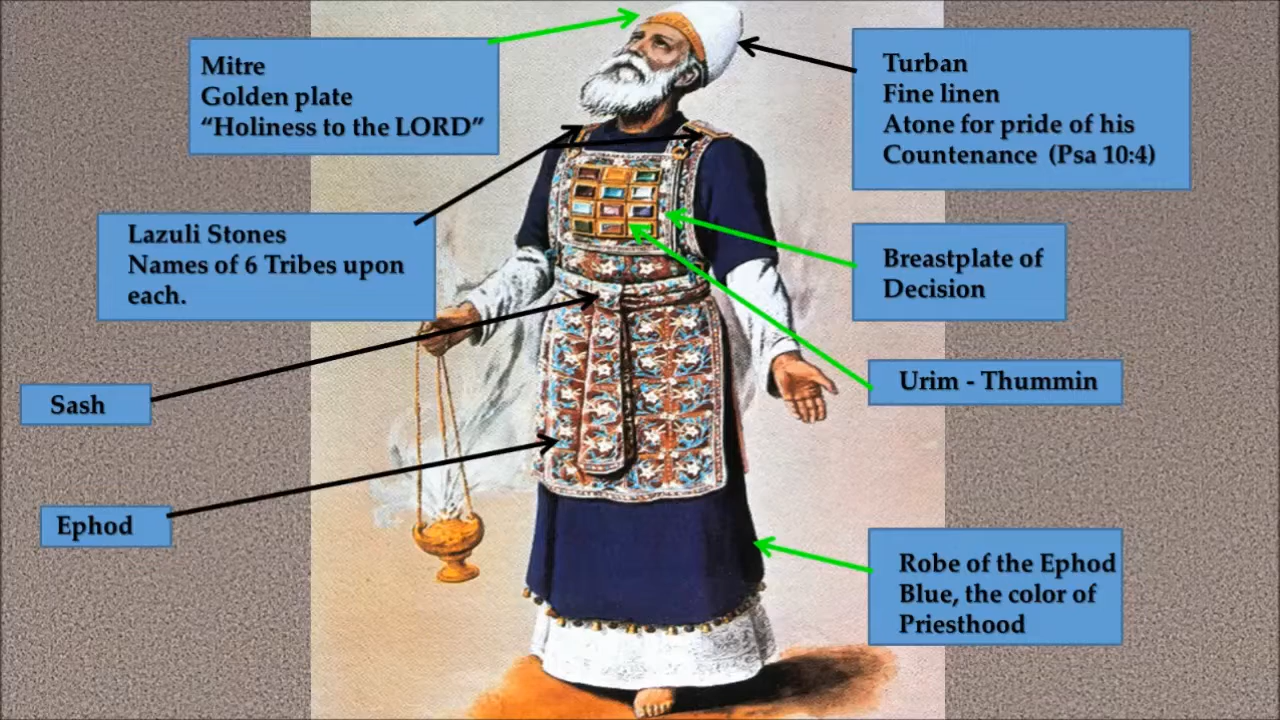 Mitre
Golden plate
“Holiness to the LORD”
Turban
Fine linen
Atone for pride of his
Countenance (Psa 10:4)
Lazuli Stones
Names of 6 Tribes upon
each.
Breastplate of
Decision
Urim - Thummin
Sash
Ephod
Robe of the Ephod
Blue, the color of
Priesthood